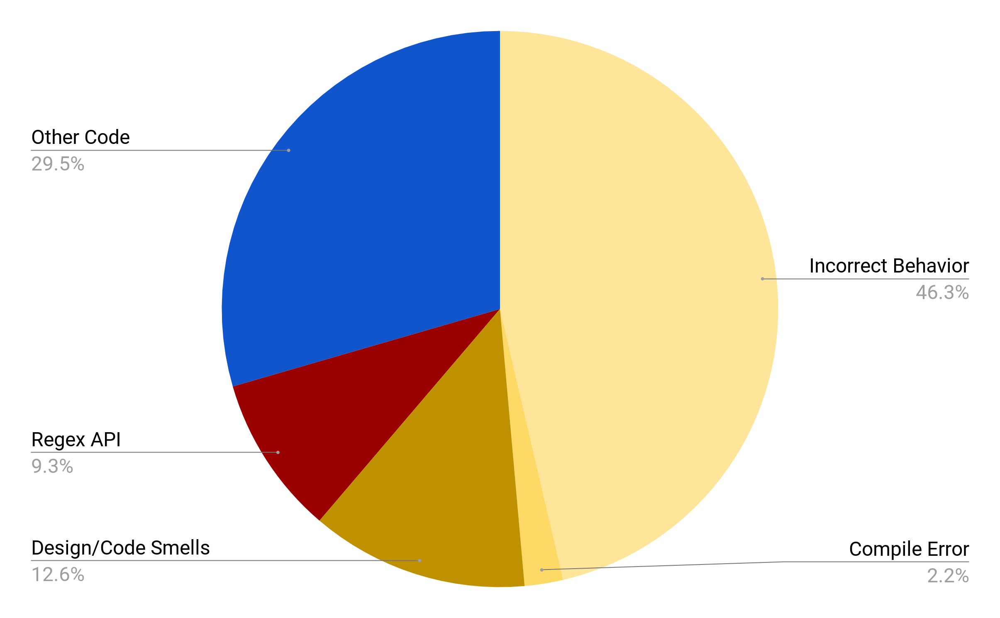 Other Code
29.5%
Incorrect Behavior
46.3%
Regex API
9.3%
Design/Code Smells
12.6%
Compile Error
2.2%